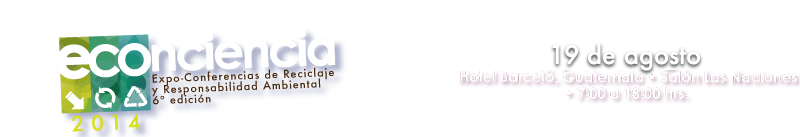 econciencia
Expo-Conferencias de Reciclaje
y Responsabilidad Ambiental
6ª edición
2014
19 de agosto
Hotel Barceló, Guatemala • Salón Las Naciones
• 7:00 a 18:00 hrs.